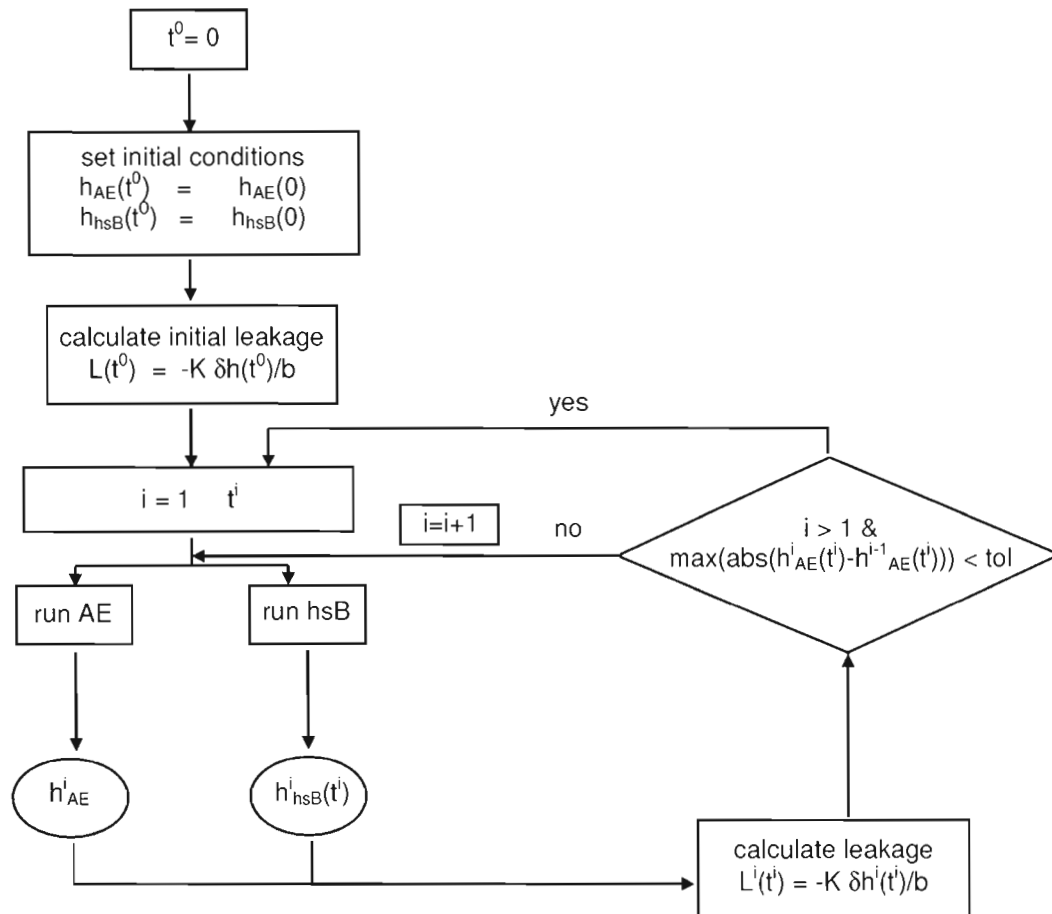 t⁰= 0
set initial conditions
h_AE(t⁰) = h_AE(0)
h_hsB(t⁰) = h_hsB(0)
calculate initial leakage
L(t⁰) = -K δh(t⁰)/b
yes
i = 1 tⁱ
i=i+1
no
i > 1 &
max(abs(hⁱ_AE(tⁱ)-hⁱ⁻¹_AE(tⁱ))) < tol
run AE
run hsB
hⁱ_AE
hⁱ_hsB(tⁱ)
calculate leakage
Lⁱ(tⁱ) = -K δhⁱ(tⁱ)/b